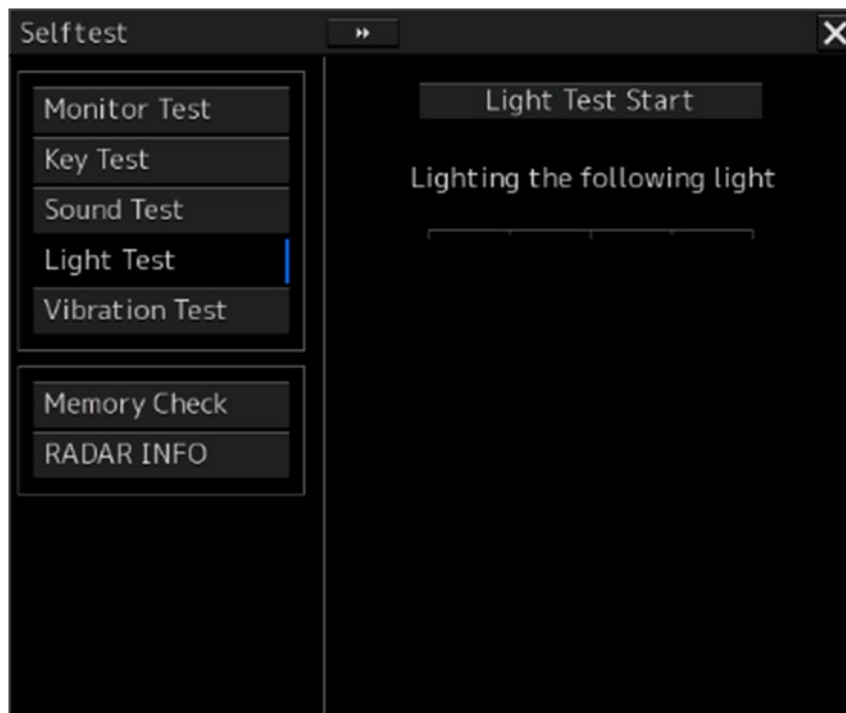 Selftest
Monitor Test
Key Test
Sound Test
Light Test
Vibration Test
Memory Check
RADAR INFO
Light Test Start
Lighting the following light